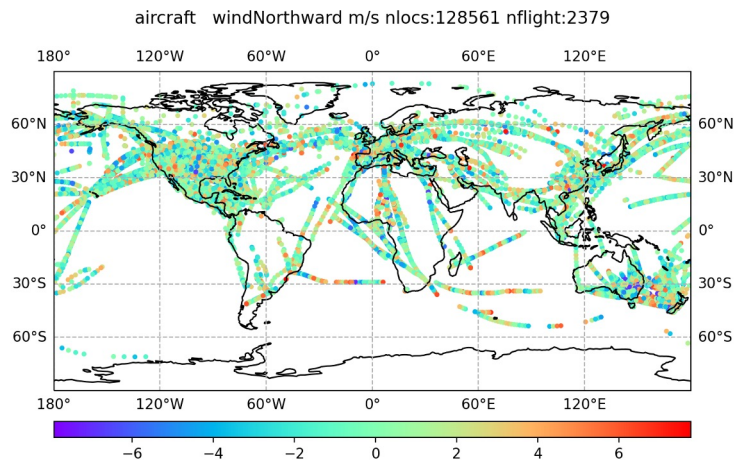 aircraft   windNorthward m/s nlocs:128561 nflight:2379
180° 120°W 60°W 0° 60°E 120°E
60°N 60°N
30°N 30°N
0° 0°
30°S 30°S
60°S 60°S
180° 120°W 60°W 0° 60°E 120°E
−6 −4 −2 0 2 4 6